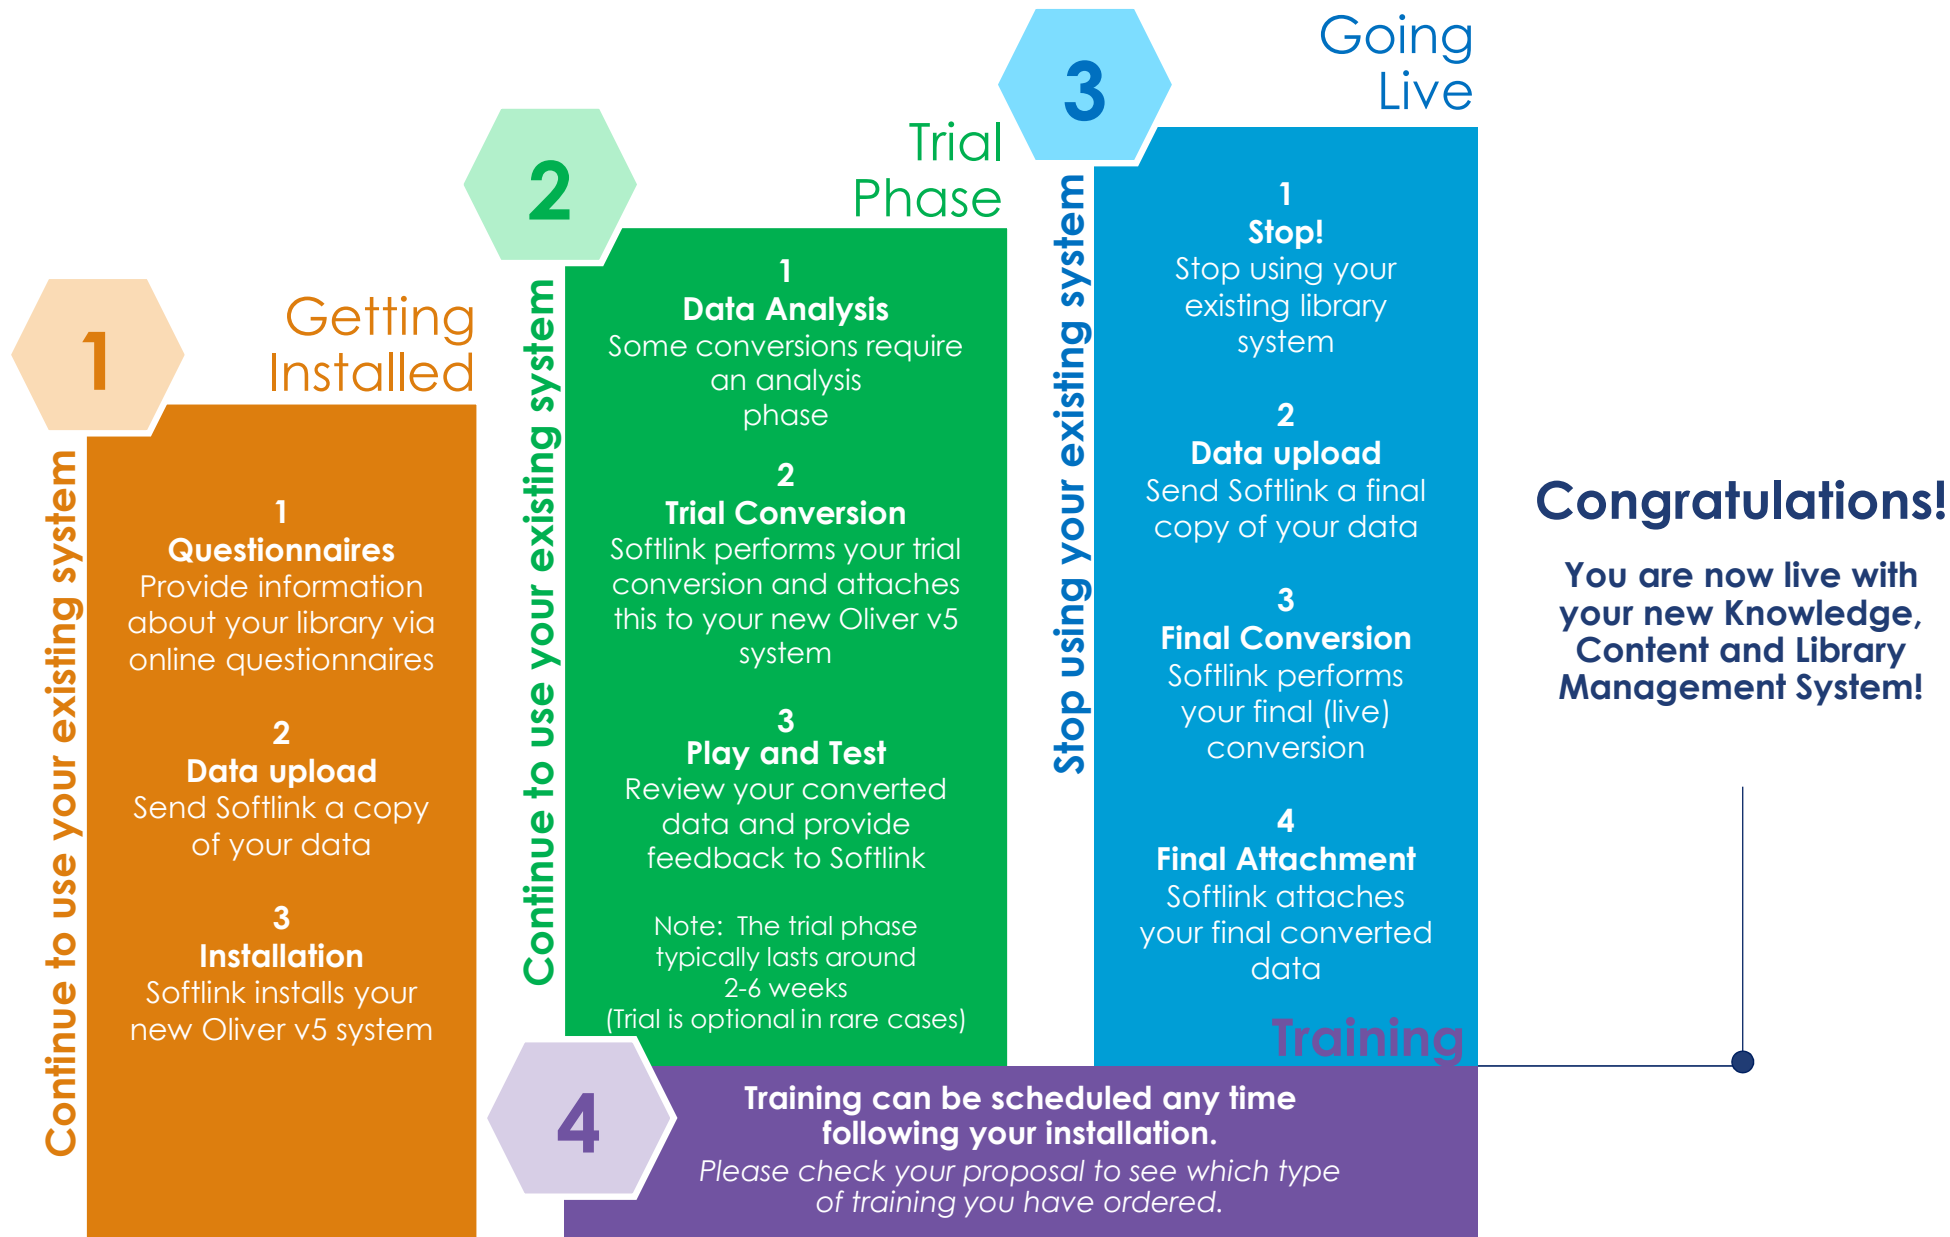 1
Getting
Installed
Continue to use your existing system
1
Questionnaires
Provide information
about your library via
online questionnaires
2
Data upload
Send Softlink a copy
of your data
3
Installation
Softlink installs your
new Oliver v5 system
2
Trial
Phase
Continue to use your existing system
1
Data Analysis
Some conversions require
an analysis
phase
2
Trial Conversion
Softlink performs your trial
conversion and attaches
this to your new Oliver v5
system
3
Play and Test
Review your converted
data and provide
feedback to Softlink
Note:  The trial phase
typically lasts around
2-6 weeks
(Trial is optional in rare cases)
3
Going
Live
Stop using your existing system
1
Stop!
Stop using your
existing library
system
2
Data upload
Send Softlink a final
copy of your data
3
Final Conversion
Softlink performs
your final (live)
conversion
4
Final Attachment
Softlink attaches
your final converted
data
Training
4
Training can be scheduled any time
following your installation.
Please check your proposal to see which type
of training you have ordered.
Congratulations!
You are now live with
your new Knowledge,
Content and Library
Management System!